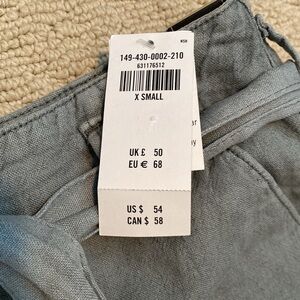 149-430-0002-210
631176512
X SMALL
UK £ 50
EU € 68
US $ 54
CAN $ 58